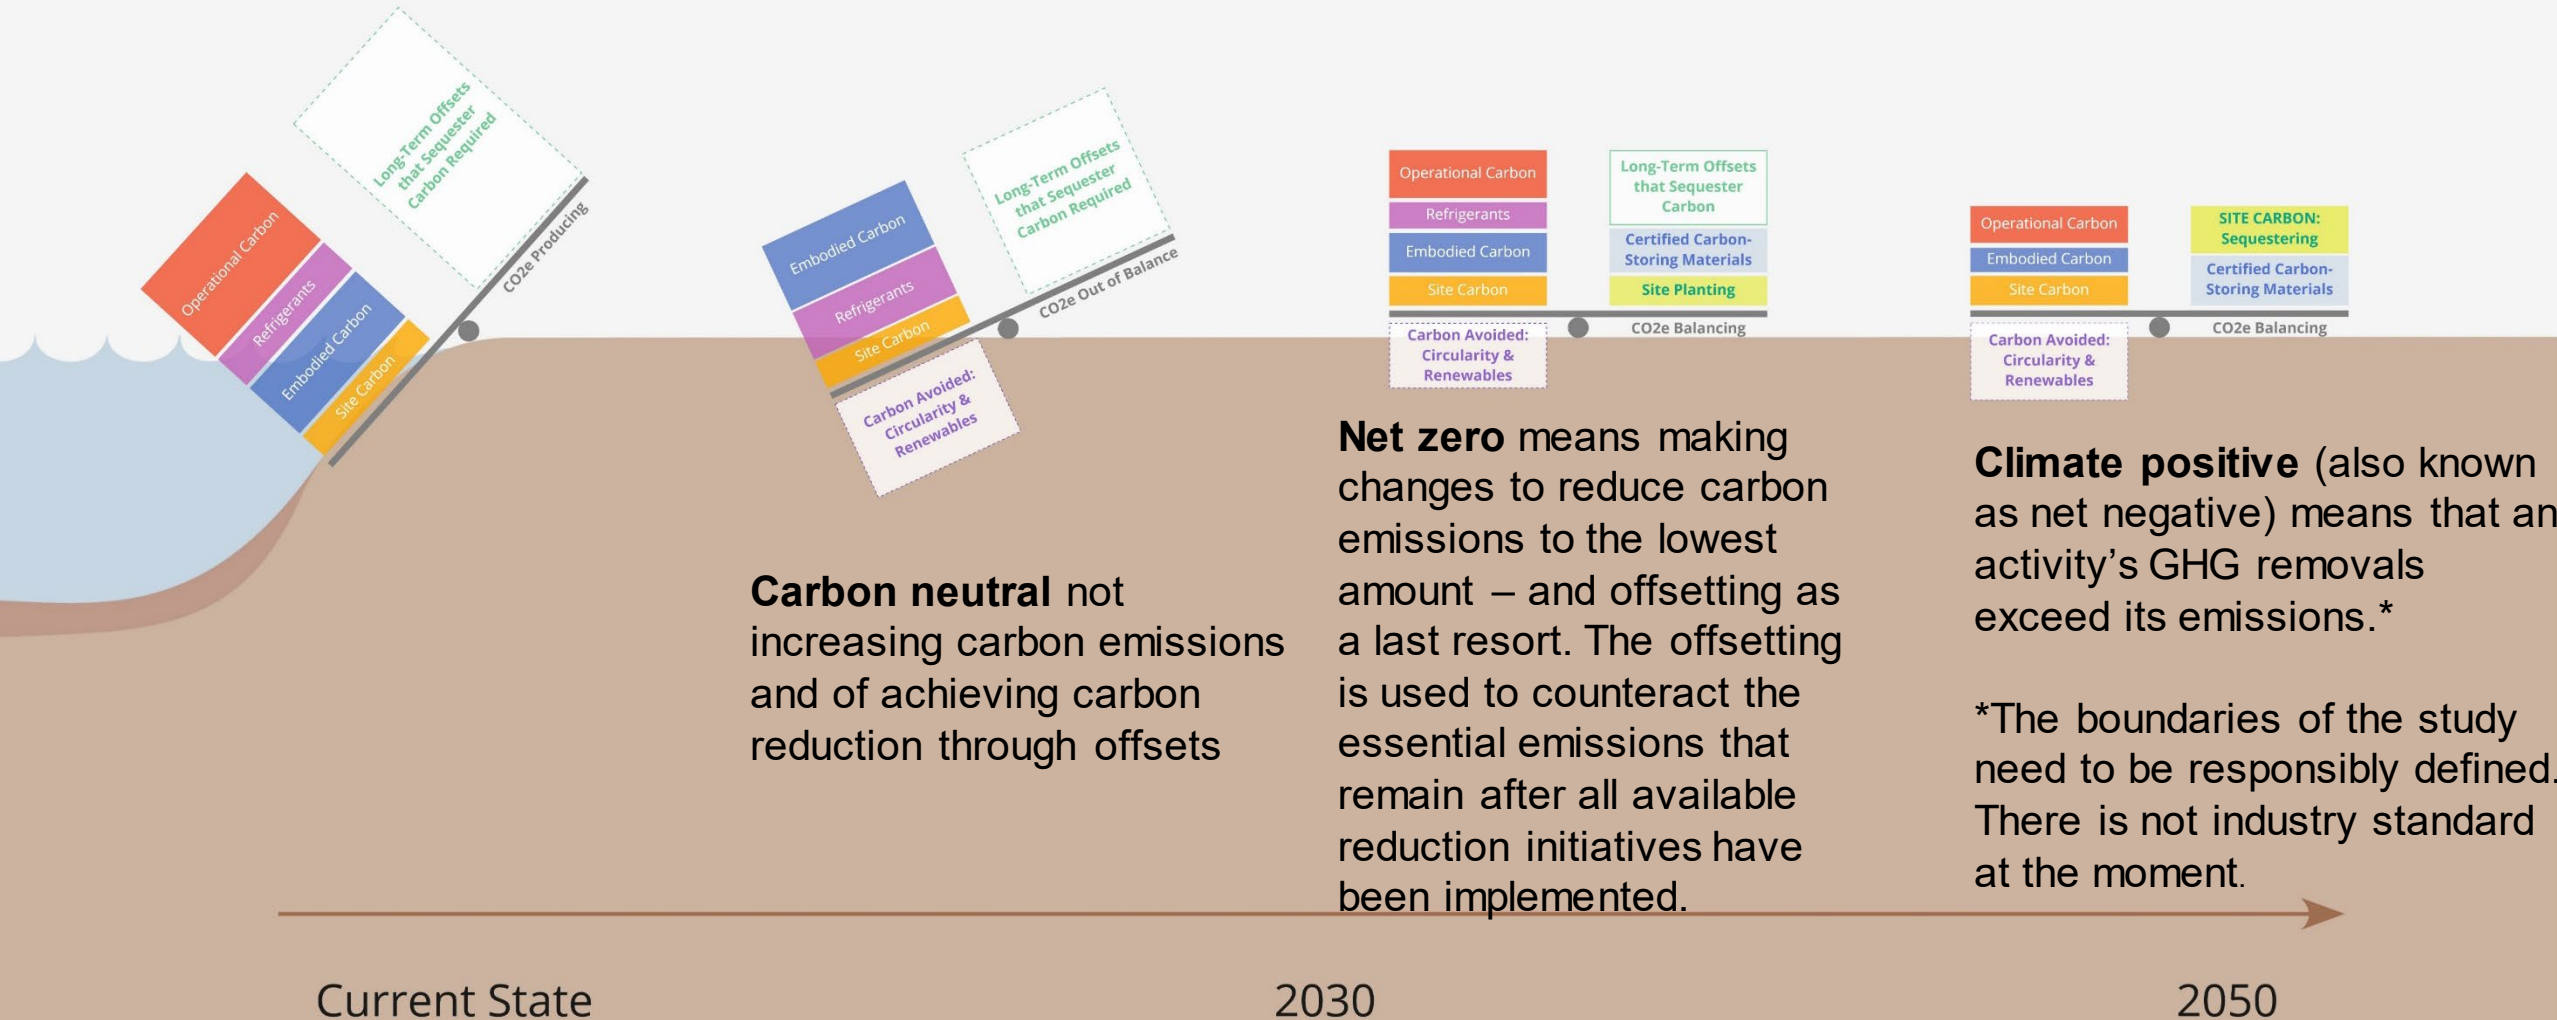 Long-Term Offsets
that Sequester
Carbon Required
Operational Carbon
Refrigerants
Embodied Carbon
Site Carbon
CO2e Producing
Long-Term Offsets
that Sequester
Carbon Required
Embodied Carbon
Refrigerants
Site Carbon
CO2e Out of Balance
Carbon Avoided:
Circularity &
Renewables
Operational Carbon
Refrigerants
Embodied Carbon
Site Carbon
Long-Term Offsets
that Sequester
Carbon
Certified Carbon-
Storing Materials
Site Planting
CO2e Balancing
Carbon Avoided:
Circularity &
Renewables
Operational Carbon
Embodied Carbon
Site Carbon
SITE CARBON:
Sequestering
Certified Carbon-
Storing Materials
CO2e Balancing
Carbon Avoided:
Circularity &
Renewables
Carbon neutral not
increasing carbon emissions
and of achieving carbon
reduction through offsets
Net zero means making
changes to reduce carbon
emissions to the lowest
amount – and offsetting as
a last resort. The offsetting
is used to counteract the
essential emissions that
remain after all available
reduction initiatives have
been implemented.
Climate positive (also known
as net negative) means that an
activity’s GHG removals
exceed its emissions.*
*The boundaries of the study
need to be responsibly defined.
There is not industry standard
at the moment.
Current State
2030
2050